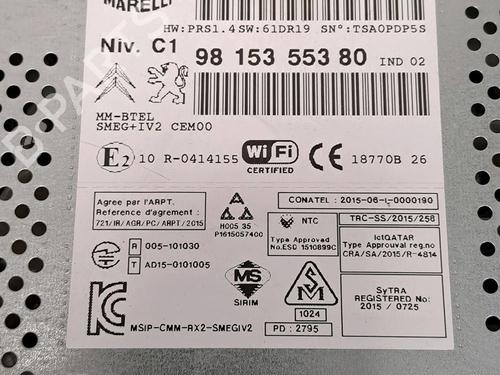 MARELLI
HW:PRS1.4 SW:61DR19 SN°:TSA0PDP5S
Niv. C1
98 153 553 80 IND 02
MM-BTEL
SMEG+IV2 CEM00
E2 10 R-0414155 WiFi CERTIFIED CE 18770B 26
Agree par l'ARPT.
Reference d'agrement :
721/IR/AGR/PC/ARPT/2015
A
H005 35
P1615057400
CONATEL : 2015-06-I-0000190
NTC
Type Approved
No.ESD 1510899C
TRC-SS/2015/258
ictQATAR
Type Approval reg.no
CRA/SA/2015/R-4814
R 005-101030
T AD15-0101005
MS
SIRIM
SM
1024
PD : 2795
SyTRA
REGISTERED No:
2015 / 0725
MSIP-CMM-RX2-SMEGIV2